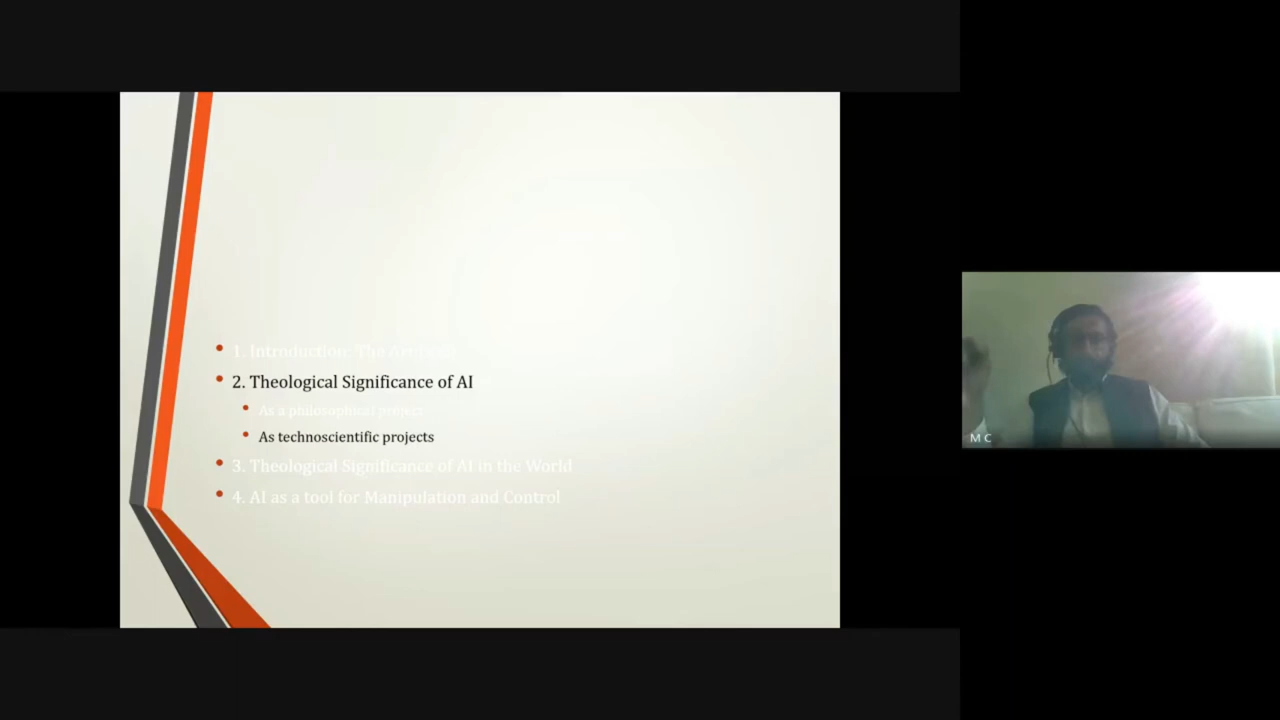 1. Introduction: The
2. Theological Significance of AI
As a philosophical project
As technoscientific projects
3. Theological Significance of AI in the World
4. AI as a tool for Manipulation and Control
M C